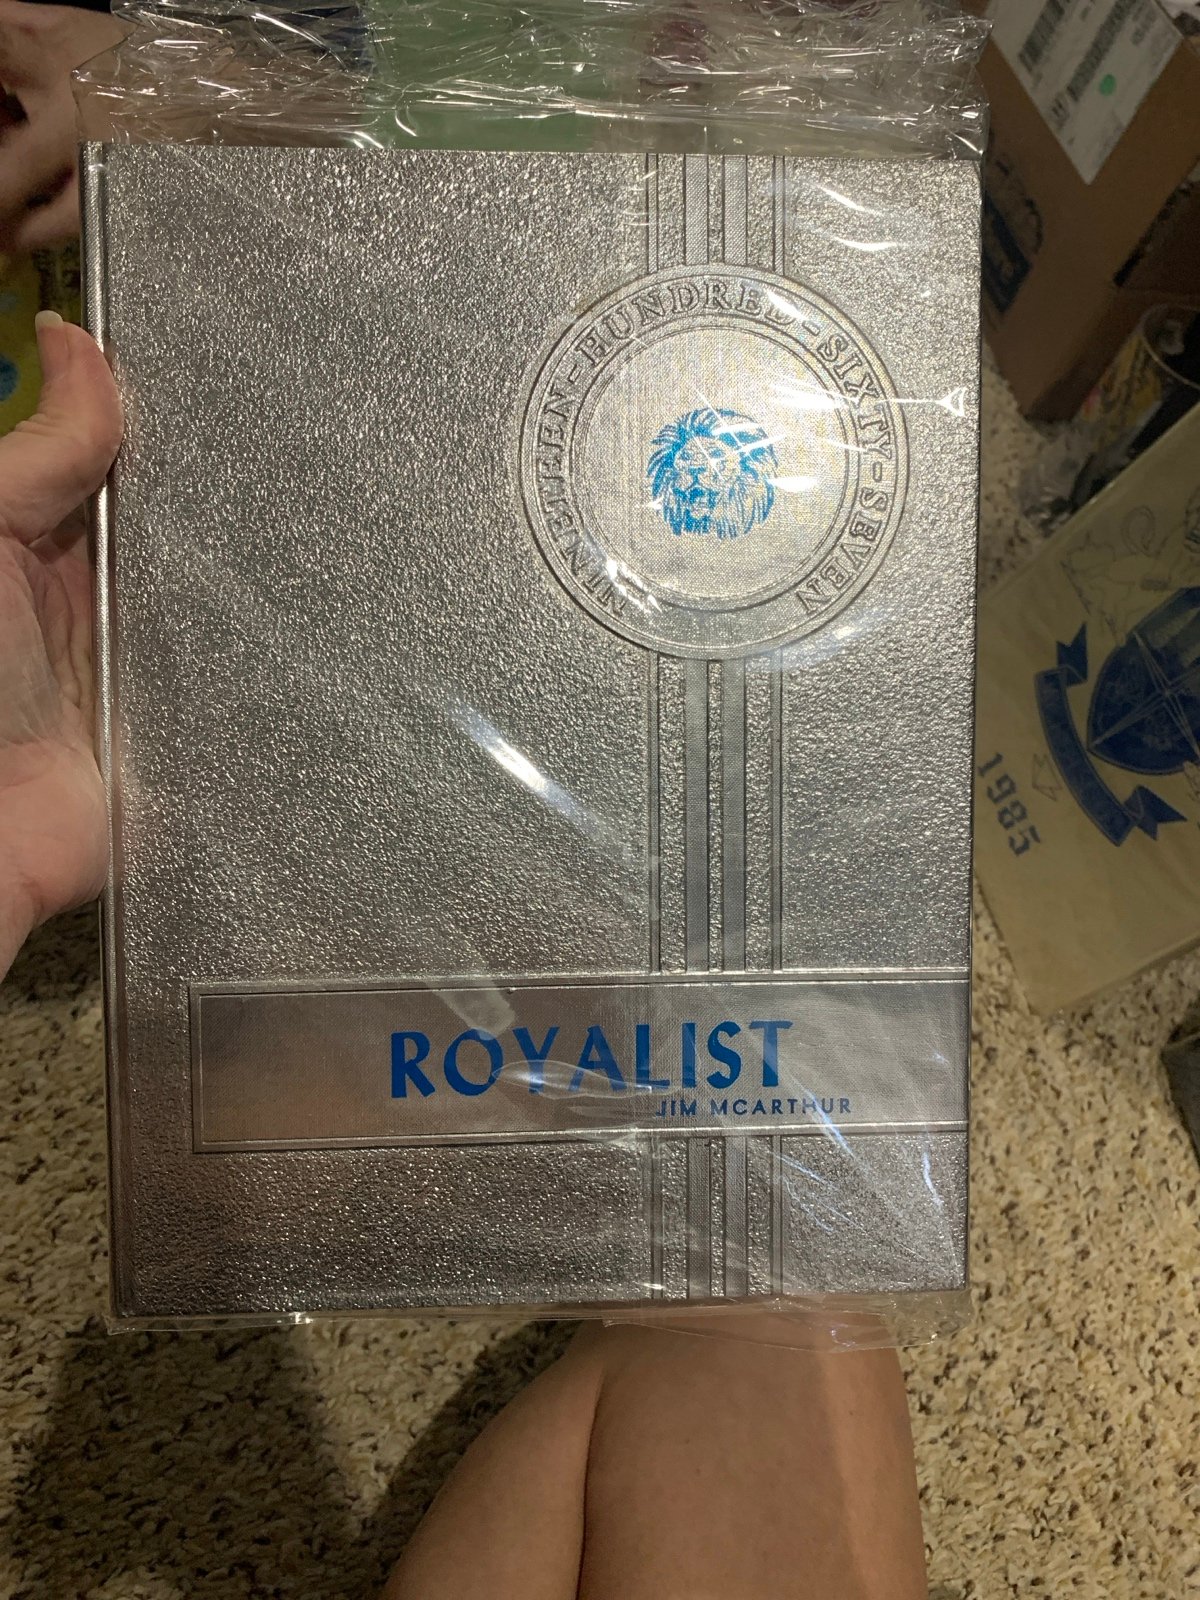 NINETEEN-HUNDRED-SIXTY-SEVEN
ROYALIST
JIM MCARTHUR
1985